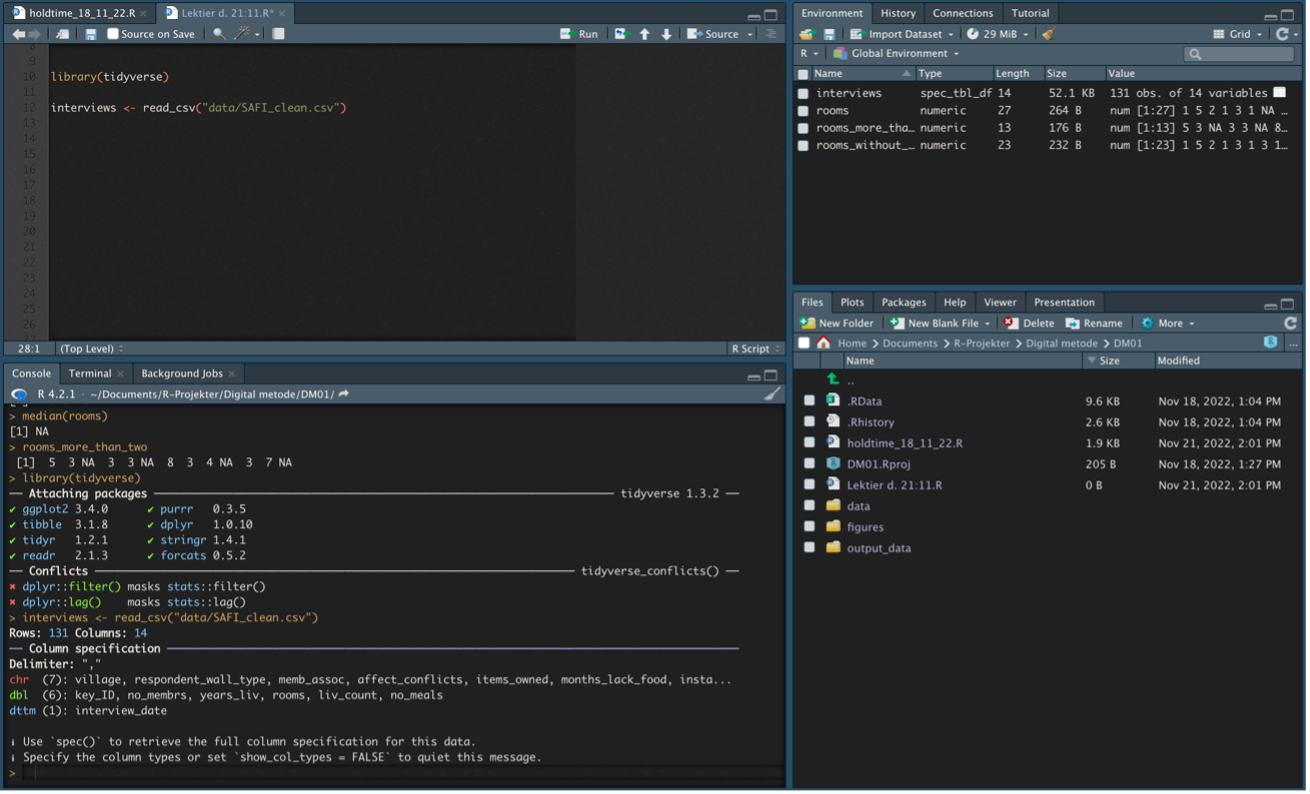 holdtime_18_11_22.R
Lektier d. 21:11.R*
Source on Save
Run
Source
8
9
10 library(tidyverse)
11
12 interviews <- read_csv("data/SAFI_clean.csv")
13
14
15
16
17
18
19
20
21
22
23
24
25
26
28:1 (Top Level)
R Script
Console Terminal Background Jobs
R 4.2.1 · ~/Documents/R-Projekter/Digital metode/DM01/
> median(rooms)
[1] NA
> rooms_more_than_two
[1] 5 3 NA 3 3 NA 8 3 4 NA 3 7 NA
> library(tidyverse)
── Attaching packages ── tidyverse 1.3.2 ──
✔ ggplot2 3.4.0 ✔ purrr 0.3.5
✔ tibble 3.1.8 ✔ dplyr 1.0.10
✔ tidyr 1.2.1 ✔ stringr 1.4.1
✔ readr 2.1.3 ✔ forcats 0.5.2
── Conflicts ── tidyverse_conflicts() ──
✖ dplyr::filter() masks stats::filter()
✖ dplyr::lag() masks stats::lag()
> interviews <- read_csv("data/SAFI_clean.csv")
Rows: 131 Columns: 14
── Column specification ──
Delimiter: ","
chr (7): village, respondent_wall_type, memb_assoc, affect_conflicts, items_owned, months_lack_food, insta...
dbl (6): key_ID, no_membrs, years_liv, rooms, liv_count, no_meals
dttm (1): interview_date
ℹ Use `spec()` to retrieve the full column specification for this data.
ℹ Specify the column types or set `show_col_types = FALSE` to quiet this message.
>
Environment History Connections Tutorial
Import Dataset 29 MiB Grid
R Global Environment
Name Type Length Size Value
interviews spec_tbl_df 14 52.1 KB 131 obs. of 14 variables
rooms numeric 27 264 B num [1:27] 1 5 2 1 3 1 NA …
rooms_more_tha… numeric 13 176 B num [1:13] 5 3 NA 3 3 NA 8…
rooms_without_… numeric 23 232 B num [1:23] 1 5 2 1 3 1 3 1…
Files Plots Packages Help Viewer Presentation
New Folder New Blank File Delete Rename More
Home Documents R-Projekter Digital metode DM01
...
Name Size Modified
..
.RData 9.6 KB Nov 18, 2022, 1:04 PM
.Rhistory 2.6 KB Nov 18, 2022, 1:04 PM
holdtime_18_11_22.R 1.9 KB Nov 21, 2022, 2:01 PM
DM01.Rproj 205 B Nov 18, 2022, 1:27 PM
Lektier d. 21:11.R 0 B Nov 21, 2022, 2:01 PM
data
figures
output_data